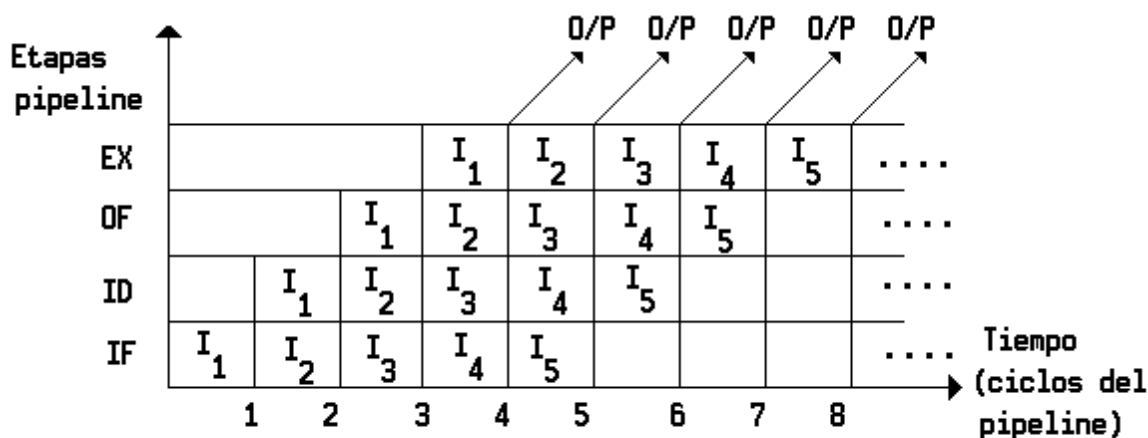 O/P O/P O/P O/P O/P
Etapas
pipeline
EX I1 I2 I3 I4 I5 ....
OF I1 I2 I3 I4 I5 ....
ID I1 I2 I3 I4 I5 ....
IF I1 I2 I3 I4 I5 ....
Tiempo
(ciclos del
pipeline)
1 2 3 4 5 6 7 8